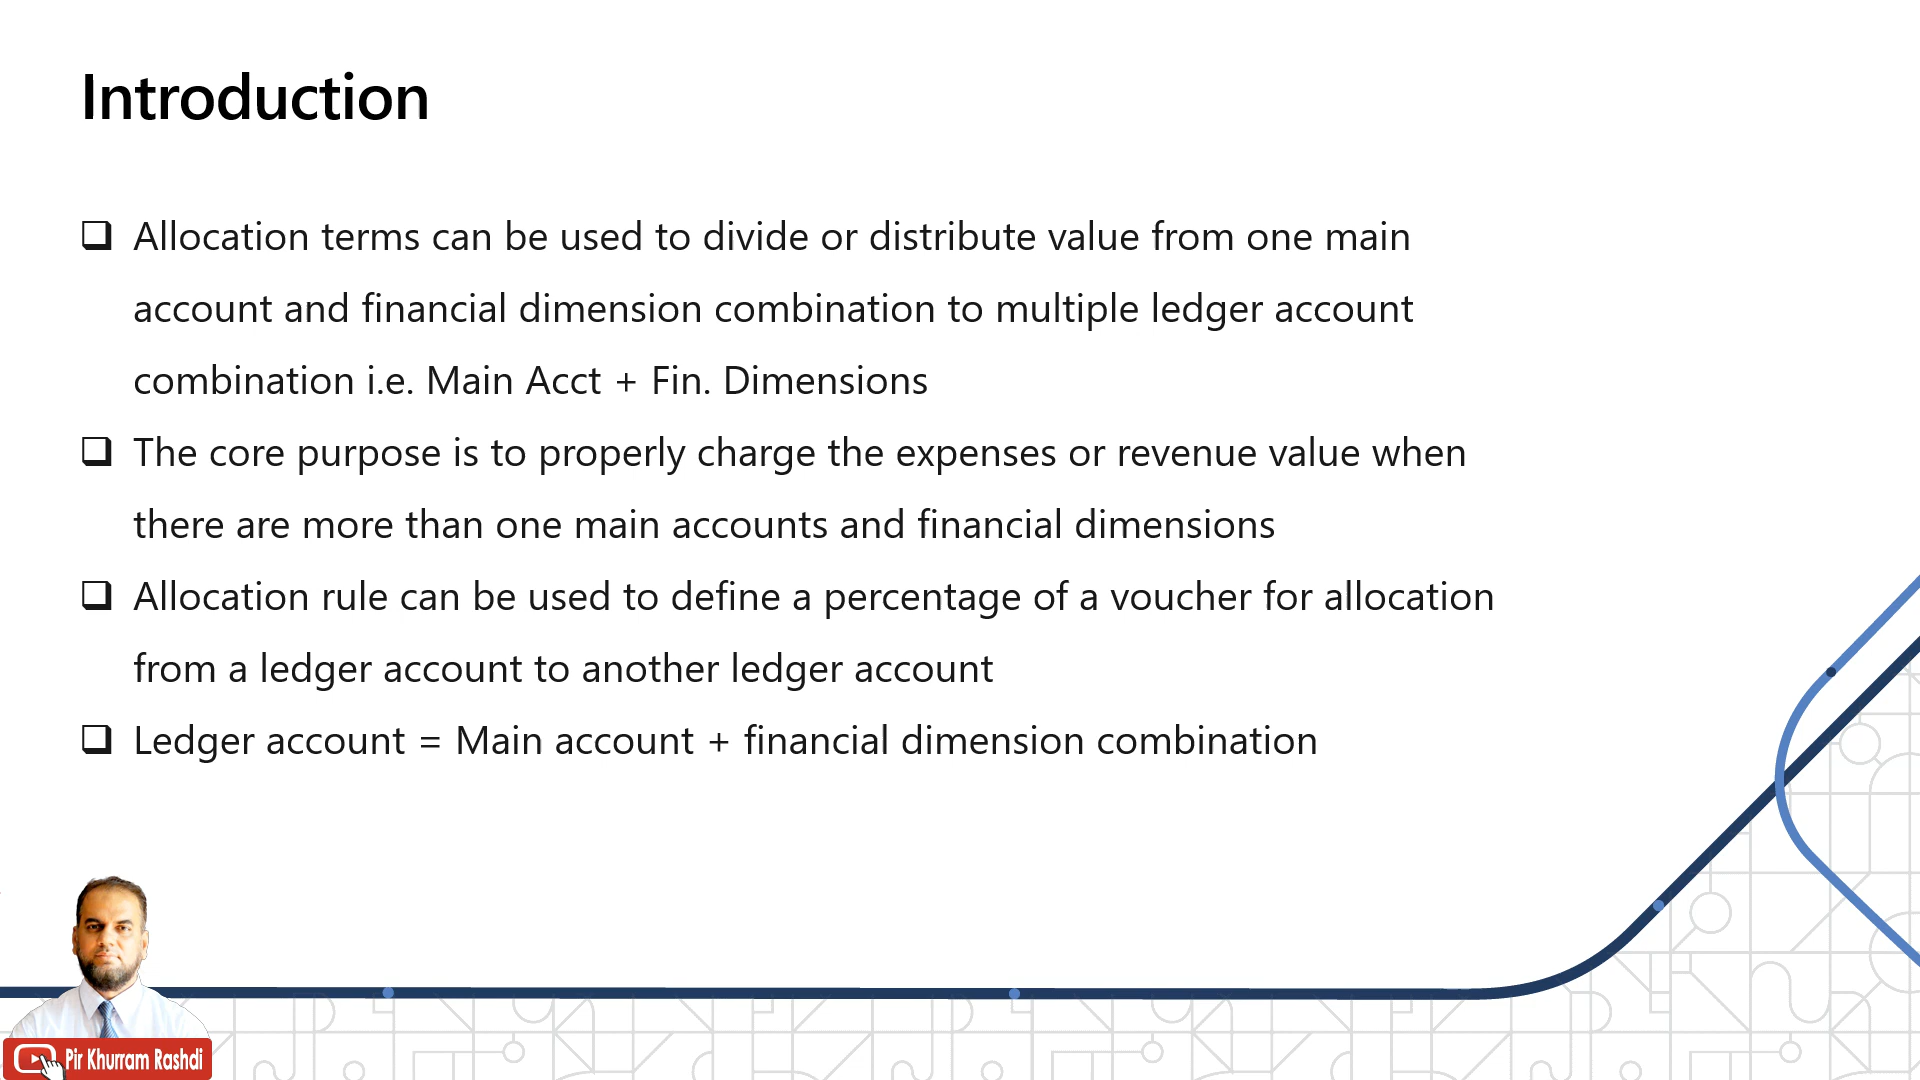 Introduction
Allocation terms can be used to divide or distribute value from one main
account and financial dimension combination to multiple ledger account
combination i.e. Main Acct + Fin. Dimensions
The core purpose is to properly charge the expenses or revenue value when
there are more than one main accounts and financial dimensions
Allocation rule can be used to define a percentage of a voucher for allocation
from a ledger account to another ledger account
Ledger account = Main account + financial dimension combination
Pir Khurram Rashdi